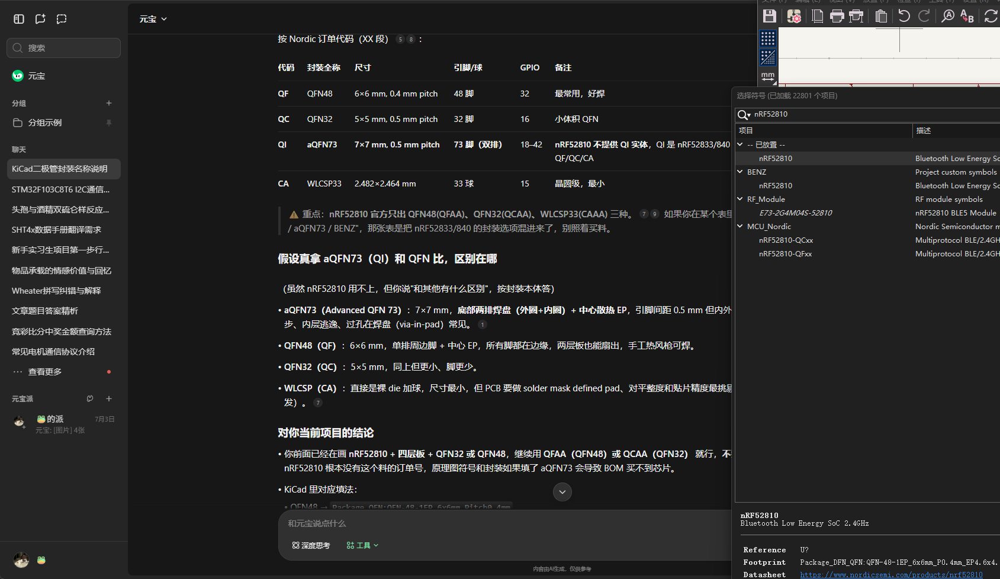 搜索
元宝
分组
分组示例
聊天
KiCad二极管封装名称说明
STM32F103C8T6 I2C通信...
头孢与酒精双硫仑样反应...
SHT4x数据手册翻译需求
新手实习生项目第一步行...
物品承载的情感价值与回忆
Wheater拼写纠错与解释
文章题目答案精析
竞彩比分中奖金额查询方法
常见电机通信协议介绍
查看更多
元宝派
的派 7月3日
元宝: [图片] 4张
元宝
按 Nordic 订单代码（XX 段） 5 8 ：
代码 封装全称 尺寸 引脚/球 GPIO 备注
QF QFN48 6×6 mm, 0.4 mm pitch 48 脚 32 最常用，好焊
QC QFN32 5×5 mm, 0.5 mm pitch 32 脚 16 小体积 QFN
QI aQFN73 7×7 mm, 0.5 mm pitch 73 脚（双排） 18–42 nRF52810 不提供 QI 实体，QI 是 nRF52833/840
QF/QC/CA
CA WLCSP33 2.482×2.464 mm 33 球 15 晶圆级，最小
⚠ 重点：nRF52810 官方只出 QFN48(QFAA)、QFN32(QCAA)、WLCSP33(CAAA) 三种。 7 9 如果你在某个表里
/ aQFN73 / BENZ"，那张表是把 nRF52833/840 的封装选项混进来了，别照着买料。
假设真拿 aQFN73（QI）和 QFN 比，区别在哪
（虽然 nRF52810 用不上，但你说"和其他有什么区别"，按封装本体答）
• aQFN73（Advanced QFN 73）：7×7 mm，底部两排焊盘（外圈+内圈）+ 中心散热 EP，引脚间距 0.5 mm 但内外
步、内层逃逸、过孔在焊盘（via-in-pad）常见。 1
• QFN48（QF）：6×6 mm，单排周边脚 + 中心 EP，所有脚都在边缘，两层板也能扇出，手工热风枪可焊。
• QFN32（QC）：5×5 mm，同上但更小、脚更少。
• WLCSP（CA）：直接是裸 die 加球，尺寸最小，但 PCB 要做 solder mask defined pad、对平整度和贴片精度最挑剔
发）。 7
对你当前项目的结论
• 你前面已经在画 nRF52810 + 四层板 + QFN32 或 QFN48，继续用 QFAA（QFN48）或 QCAA（QFN32） 就行，不
nRF52810 根本没有这个料的订单号，原理图符号和封装如果填了 aQFN73 会导致 BOM 买不到芯片。
• KiCad 里对应填法：
• QFN48 → Package_QFN:QFN-48-1EP_6x6mm_Pitch0.4mm
和元宝说点什么
深度思考 工具
内容由AI生成，仅供参考
mm
选择符号 (已加载 22801 个项目)
nRF52810
项目 描述
-- 已放置 --
nRF52810 Bluetooth Low Energy So
BENZ Project custom symbols
nRF52810 Bluetooth Low Energy So
RF_Module RF module symbols
E73-2G4M04S-52810 nRF52810 BLE5 Module
MCU_Nordic Nordic Semiconductor m
nRF52810-QCxx Multiprotocol BLE/2.4GH
nRF52810-QFxx Multiprotocol BLE/2.4GH
nRF52810
Bluetooth Low Energy SoC 2.4GHz
Reference U?
Footprint Package_DFN_QFN:QFN-48-1EP_6x6mm_P0.4mm_EP4.6x4.
Datasheet https://www.nordicsemi.com/products/nrf52810